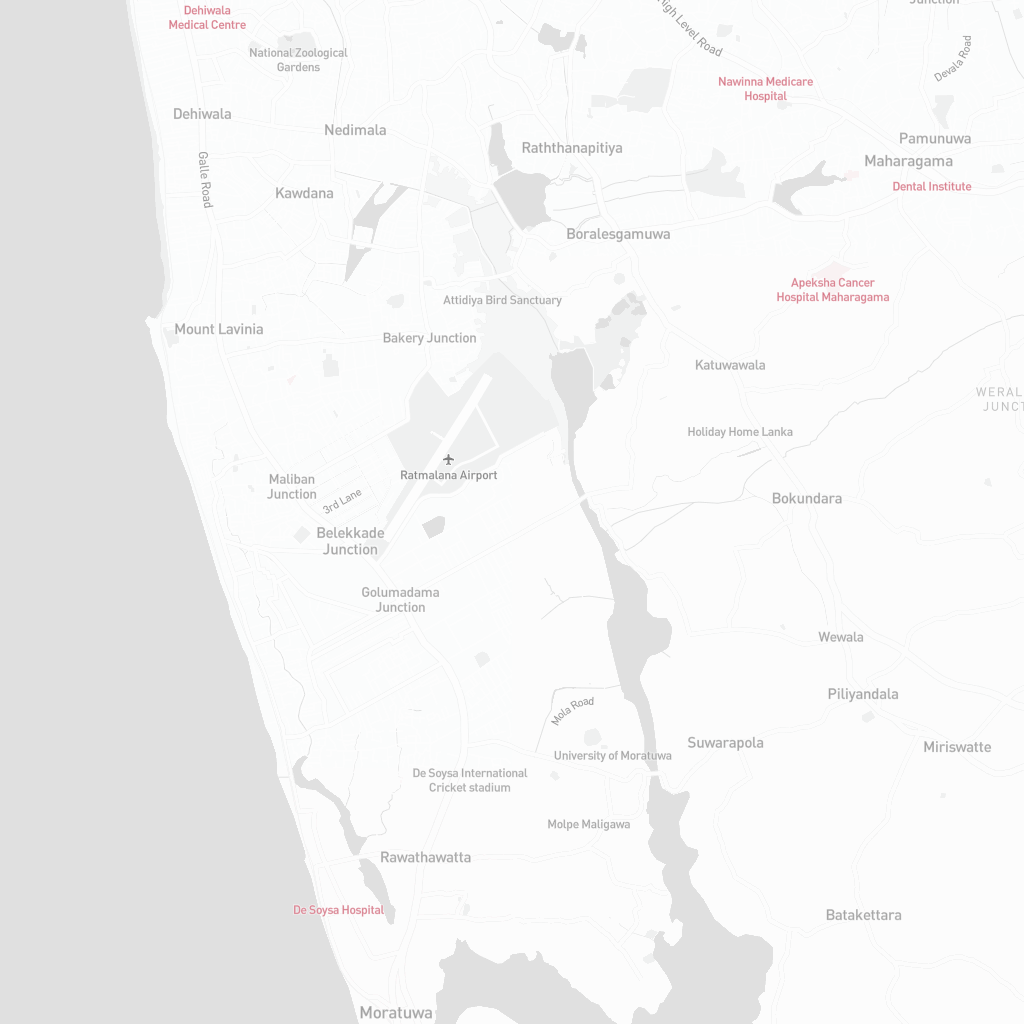 Dehiwala
Medical Centre
High Level Road
Junction
National Zoological
Gardens
Devala Road
Nawinna Medicare
Hospital
Dehiwala
Nedimala
Raththanapitiya
Pamunuwa
Maharagama
Galle Road
Kawdana
Dental Institute
Boralesgamuwa
Apeksha Cancer
Hospital Maharagama
Attidiya Bird Sanctuary
Mount Lavinia
Bakery Junction
Katuwawala
WERAL
JUNCT
Holiday Home Lanka
Ratmalana Airport
Maliban
Junction
3rd Lane
Bokundara
Belekkade
Junction
Golumadama
Junction
Wewala
Piliyandala
Mola Road
Suwarapola
Miriswatte
University of Moratuwa
De Soysa International
Cricket stadium
Molpe Maligawa
Rawathawatta
De Soysa Hospital
Batakettara
Moratuwa